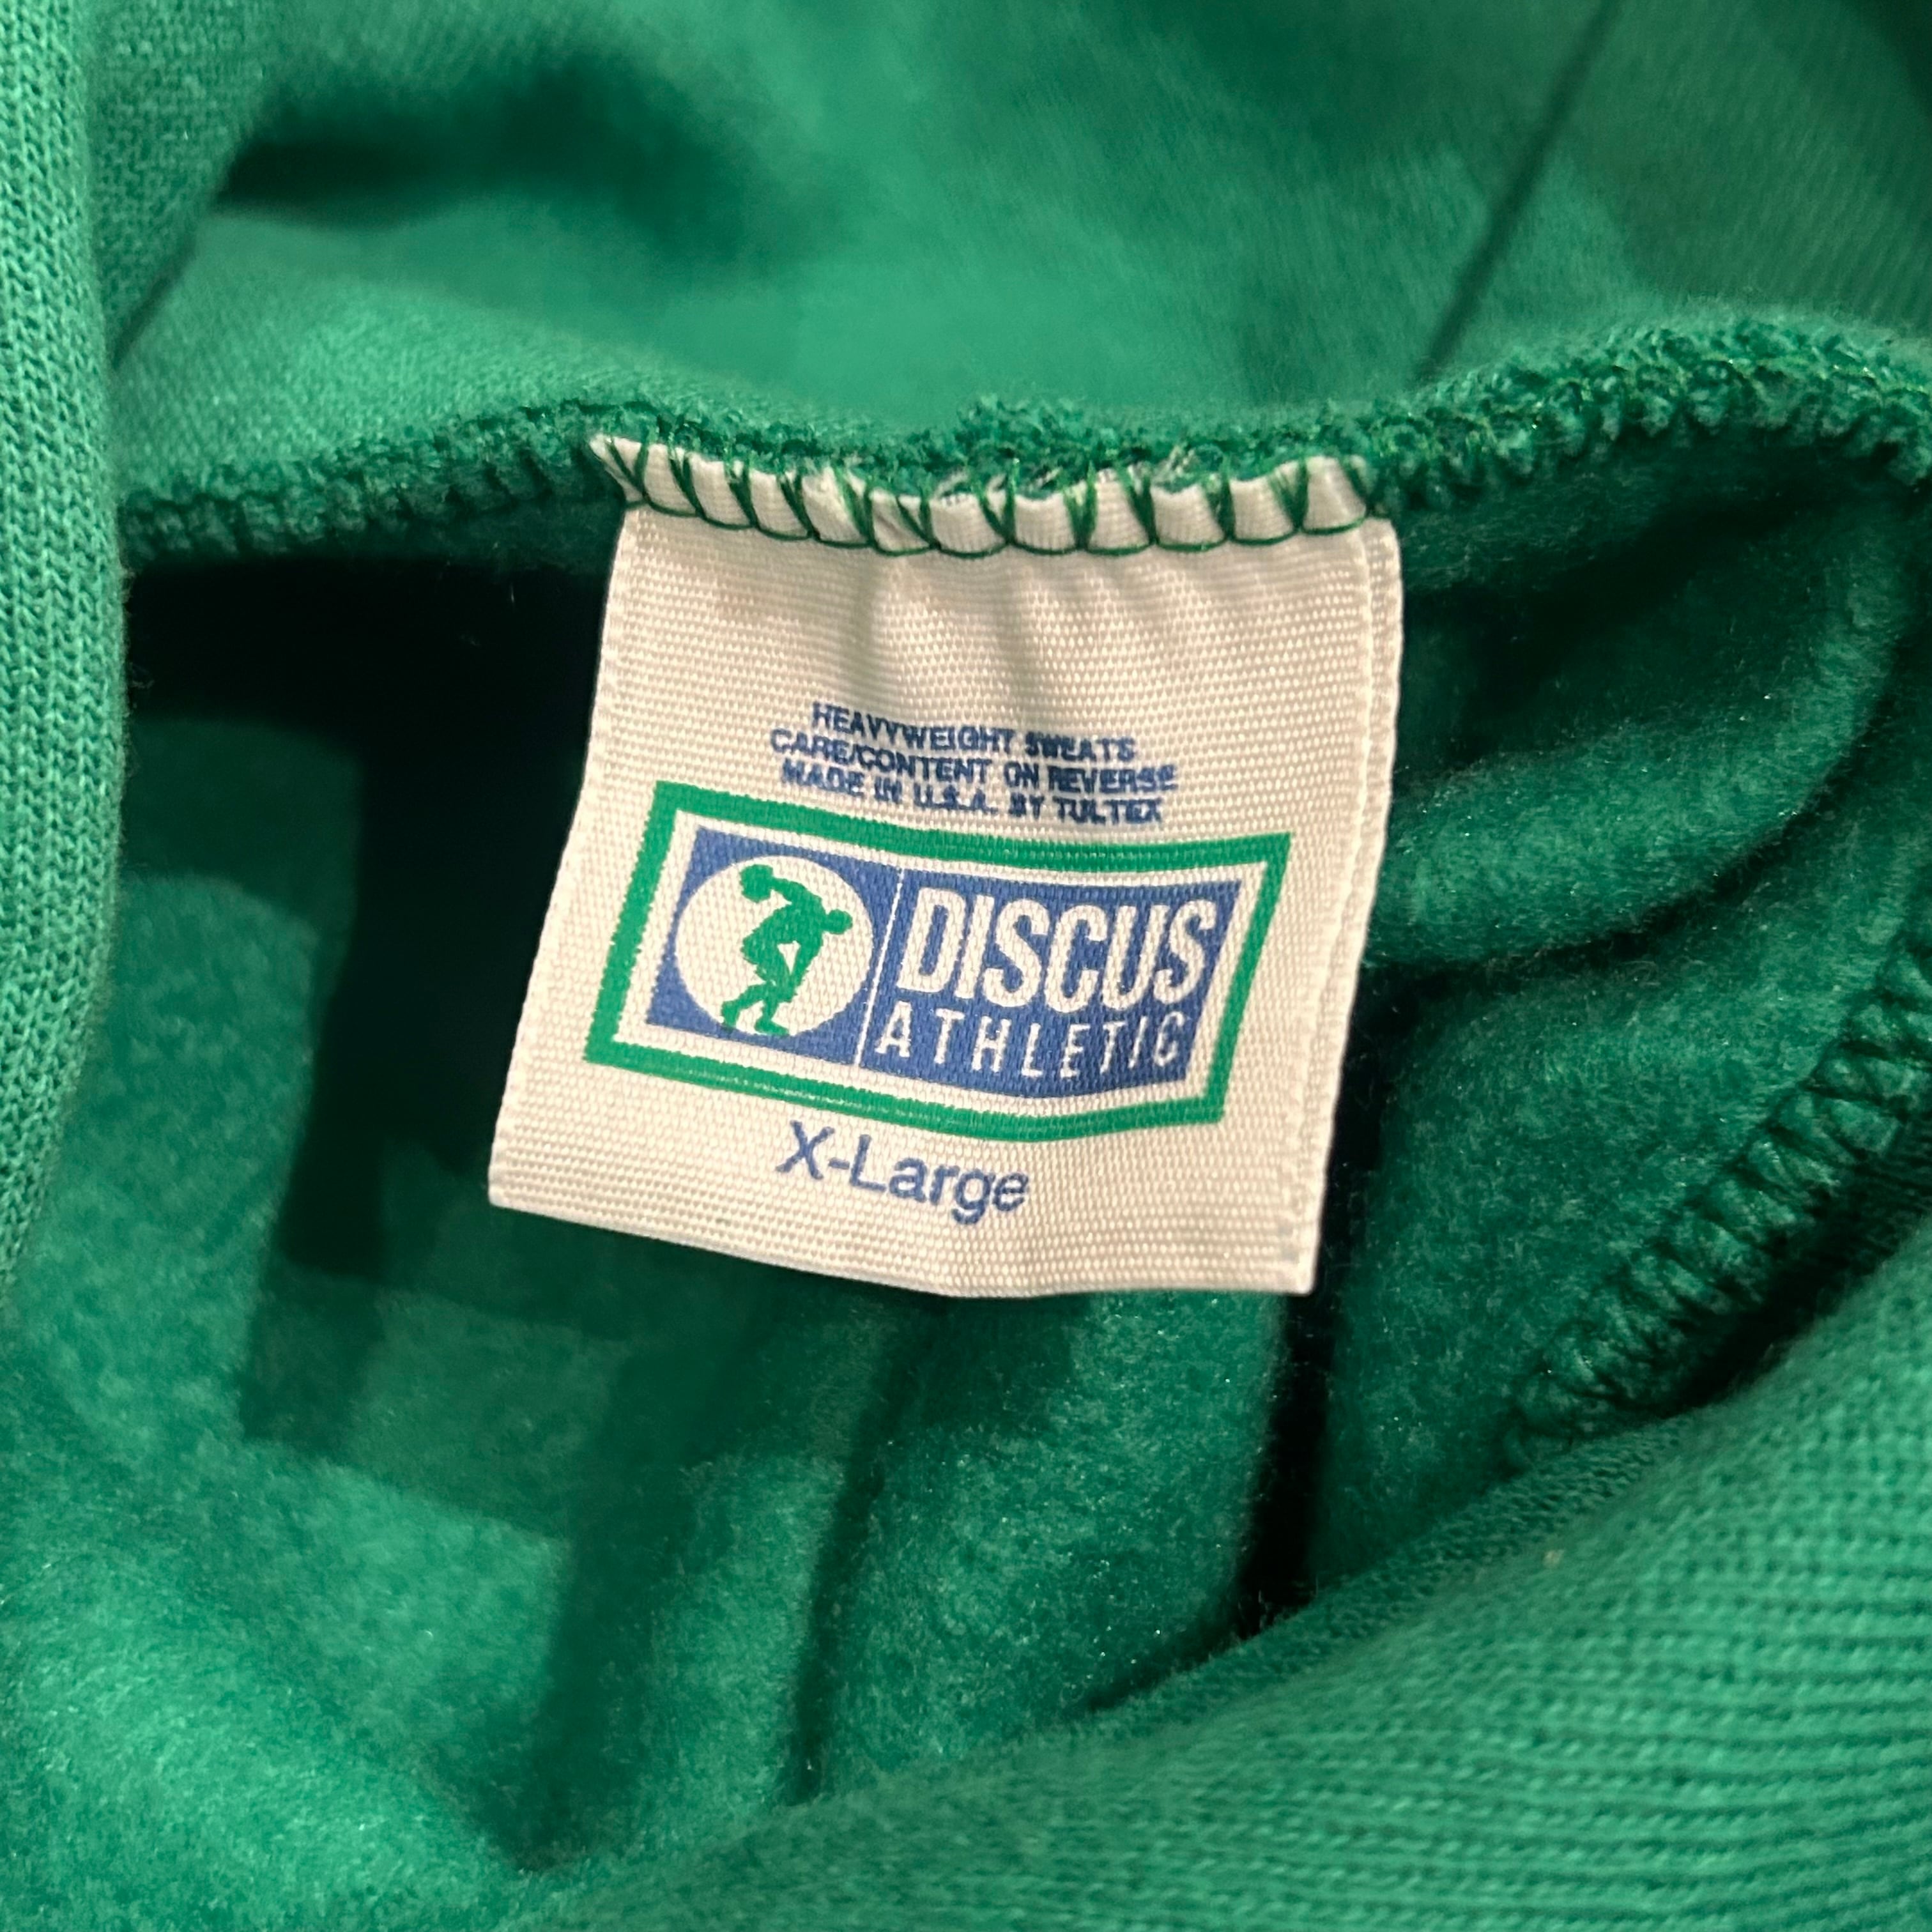 HEAVYWEIGHT SWEATS
CARE/CONTENT ON REVERSE
MADE IN U.S.A. BY TULTEX
DISCUS
ATHLETIC
X-Large